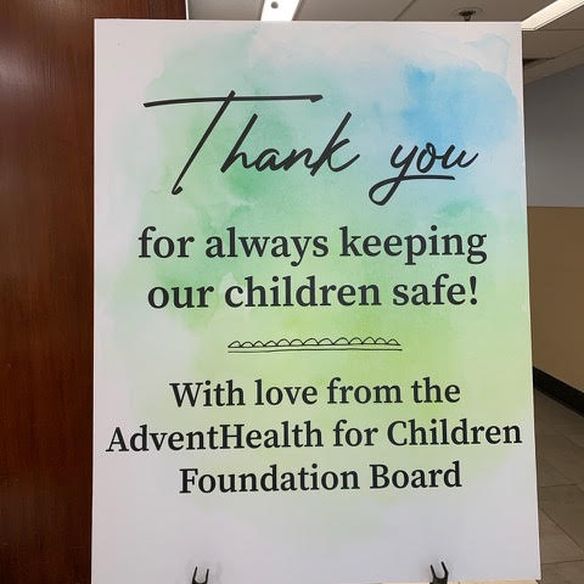 Thank you
for always keeping
our children safe!
With love from the
AdventHealth for Children
Foundation Board